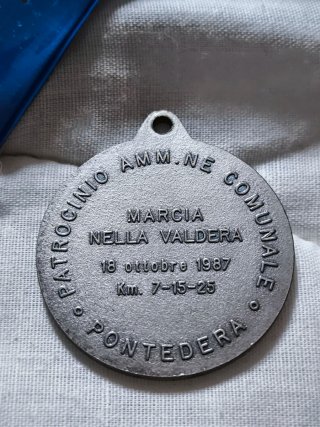 PATROCINIO AMM.NE COMUNALE
MARCIA
NELLA VALDERA
18 ottobre 1987
Km. 7-15-25
PONTEDERA